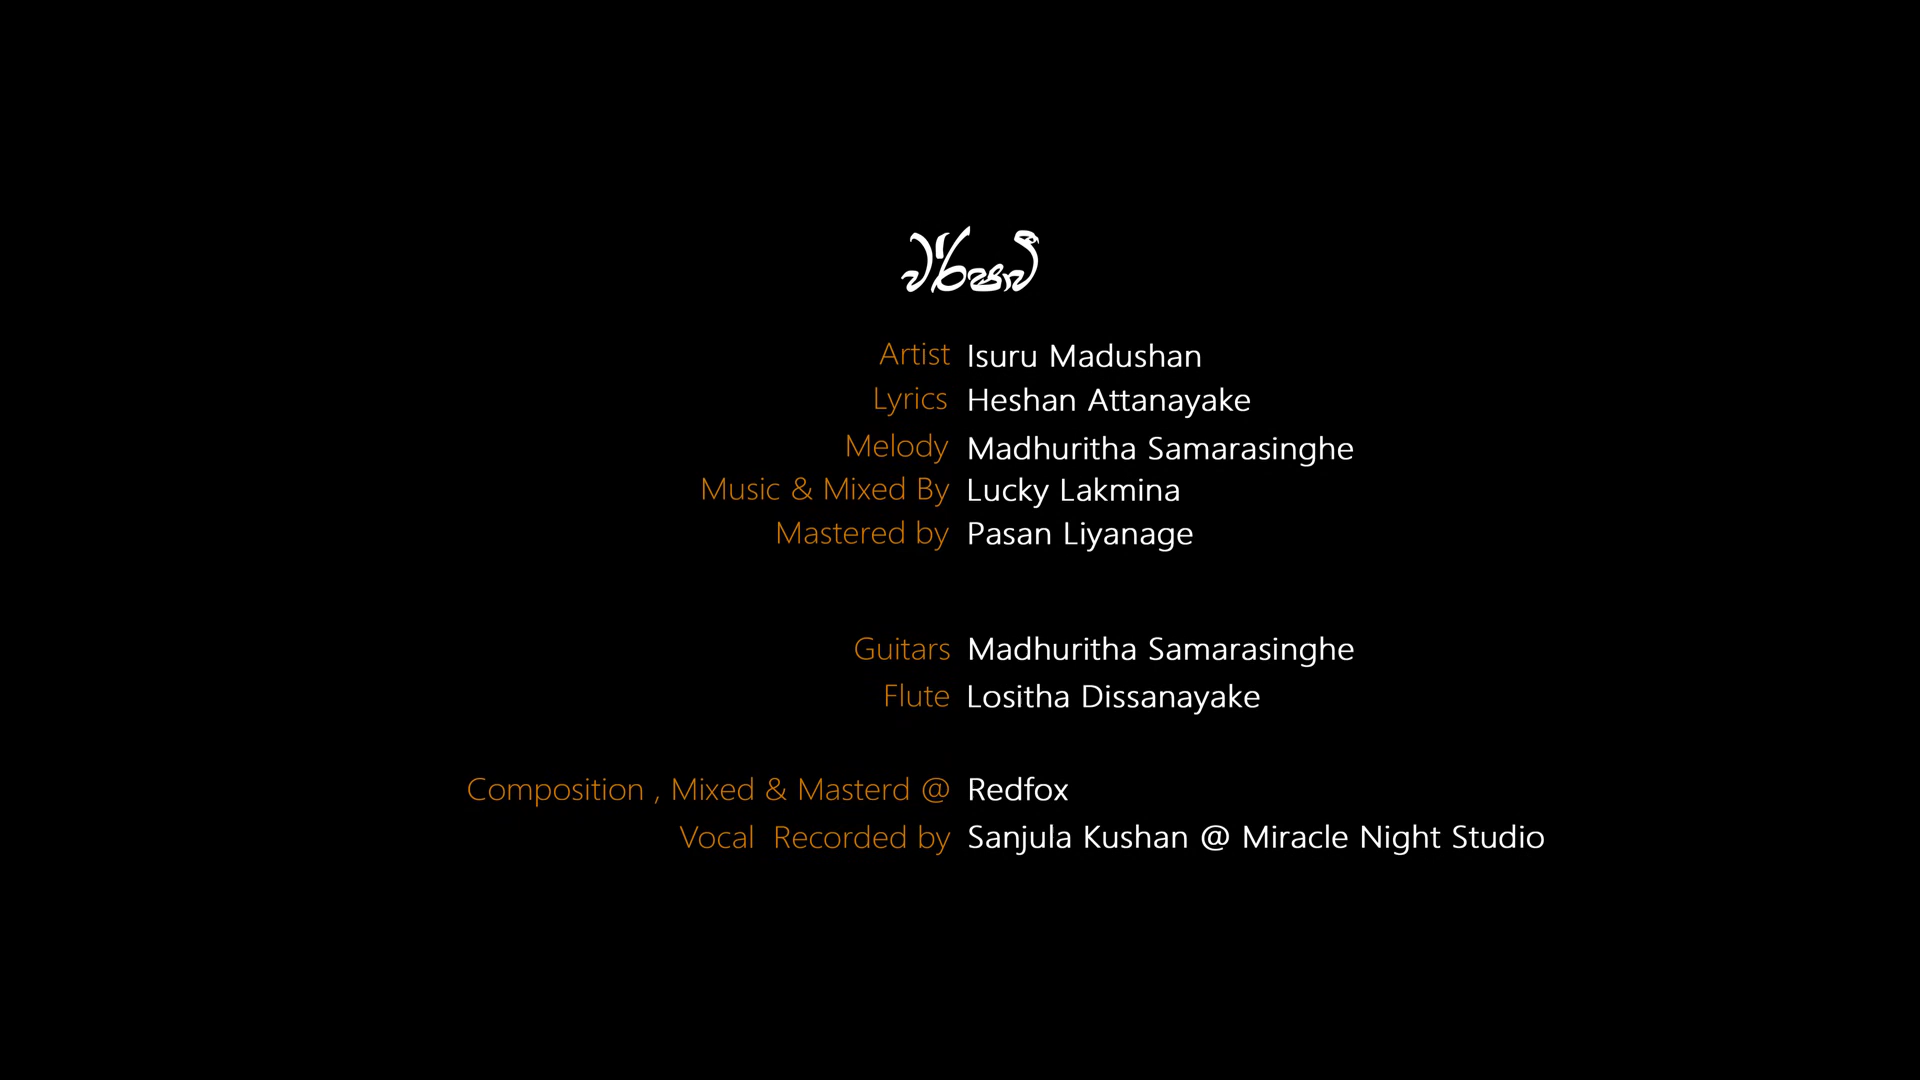 Artist Isuru Madushan
Lyrics Heshan Attanayake
Melody Madhuritha Samarasinghe
Music & Mixed By Lucky Lakmina
Mastered by Pasan Liyanage
Guitars Madhuritha Samarasinghe
Flute Lositha Dissanayake
Composition , Mixed & Masterd @ Redfox
Vocal Recorded by Sanjula Kushan @ Miracle Night Studio